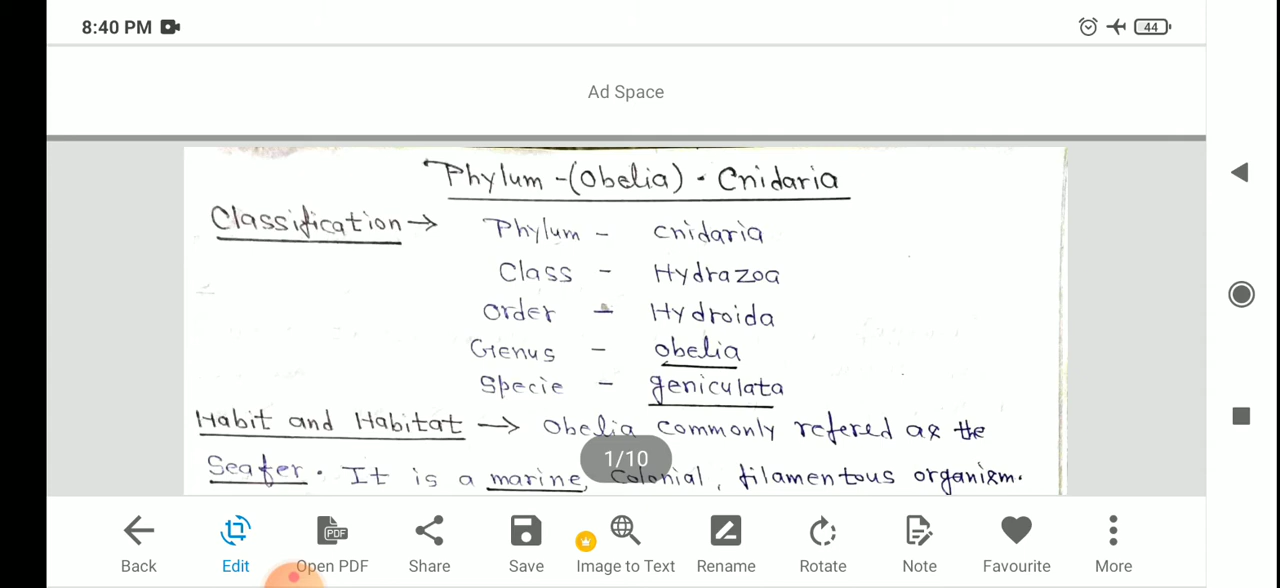 8:40 PM
44
Ad Space
Phylum - (Obelia) - Cnidaria
Classification → Phylum - Cnidaria
Class - Hydrazoa
Order - Hydroida
Genus - obelia
Specie - geniculata
Habit and Habitat → Obelia commonly refered as the
Seafer. It is a marine, colonial, filamentous organism.
1/10
Back Edit Open PDF Share Save Image to Text Rename Rotate Note Favourite More
PDF